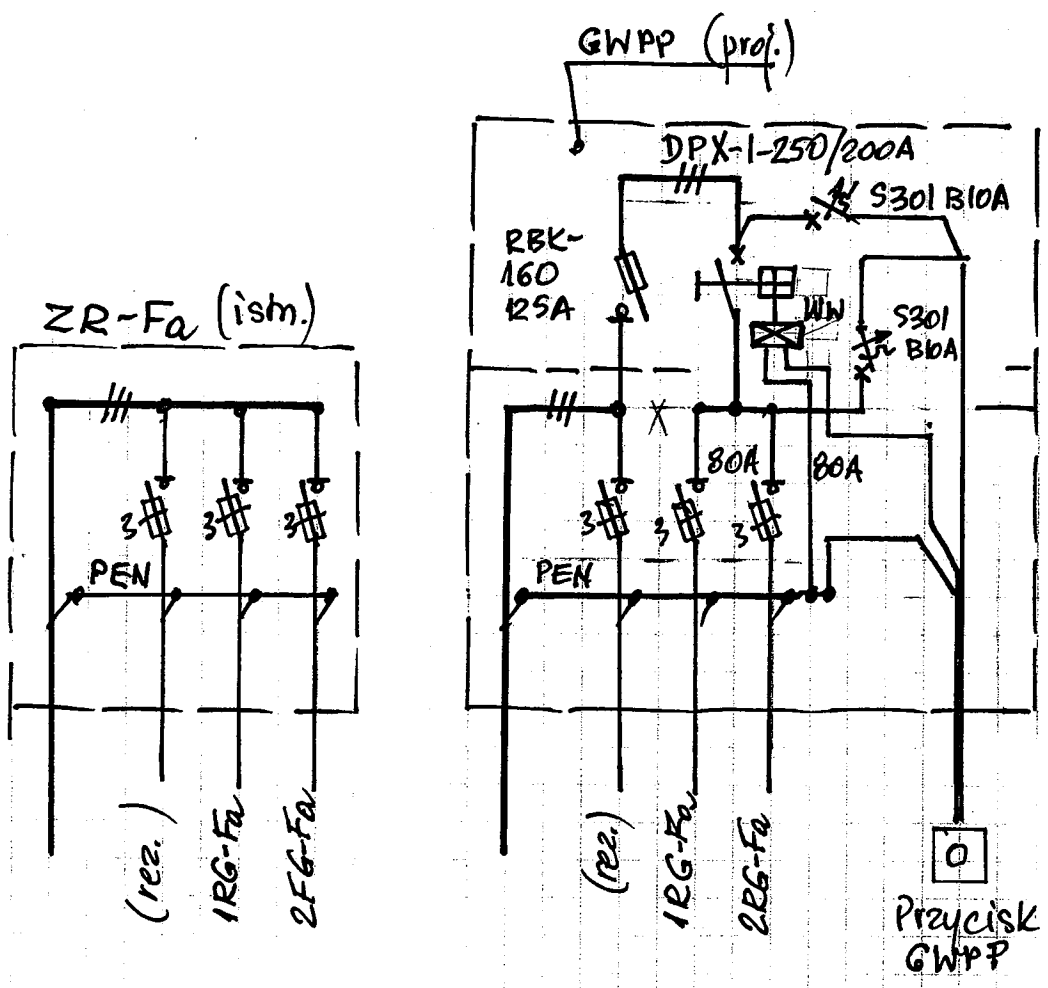 GWPP (proj.)
DPX-1-250/200A
S301 B10A
RBK-
160
125A
WW
S301
B10A
ZR-Fa (istn.)
80A
80A
3
3
3
3
3
3
PEN
PEN
(rez.)
1RG-Fa
2FG-Fa
(rez.)
1RG-Fa
2RG-Fa
O
Przycisk
GWPP